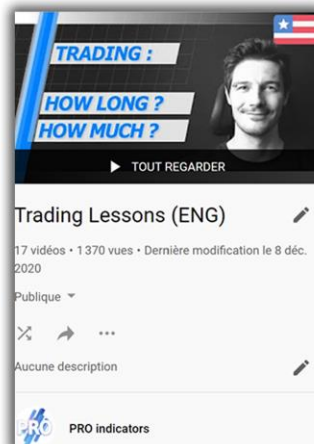 TRADING :
HOW LONG ?
HOW MUCH ?
TOUT REGARDER
Trading Lessons (ENG)
17 vidéos • 1 370 vues • Dernière modification le 8 déc.
2020
Publique
Aucune description
PRO
PRO indicators